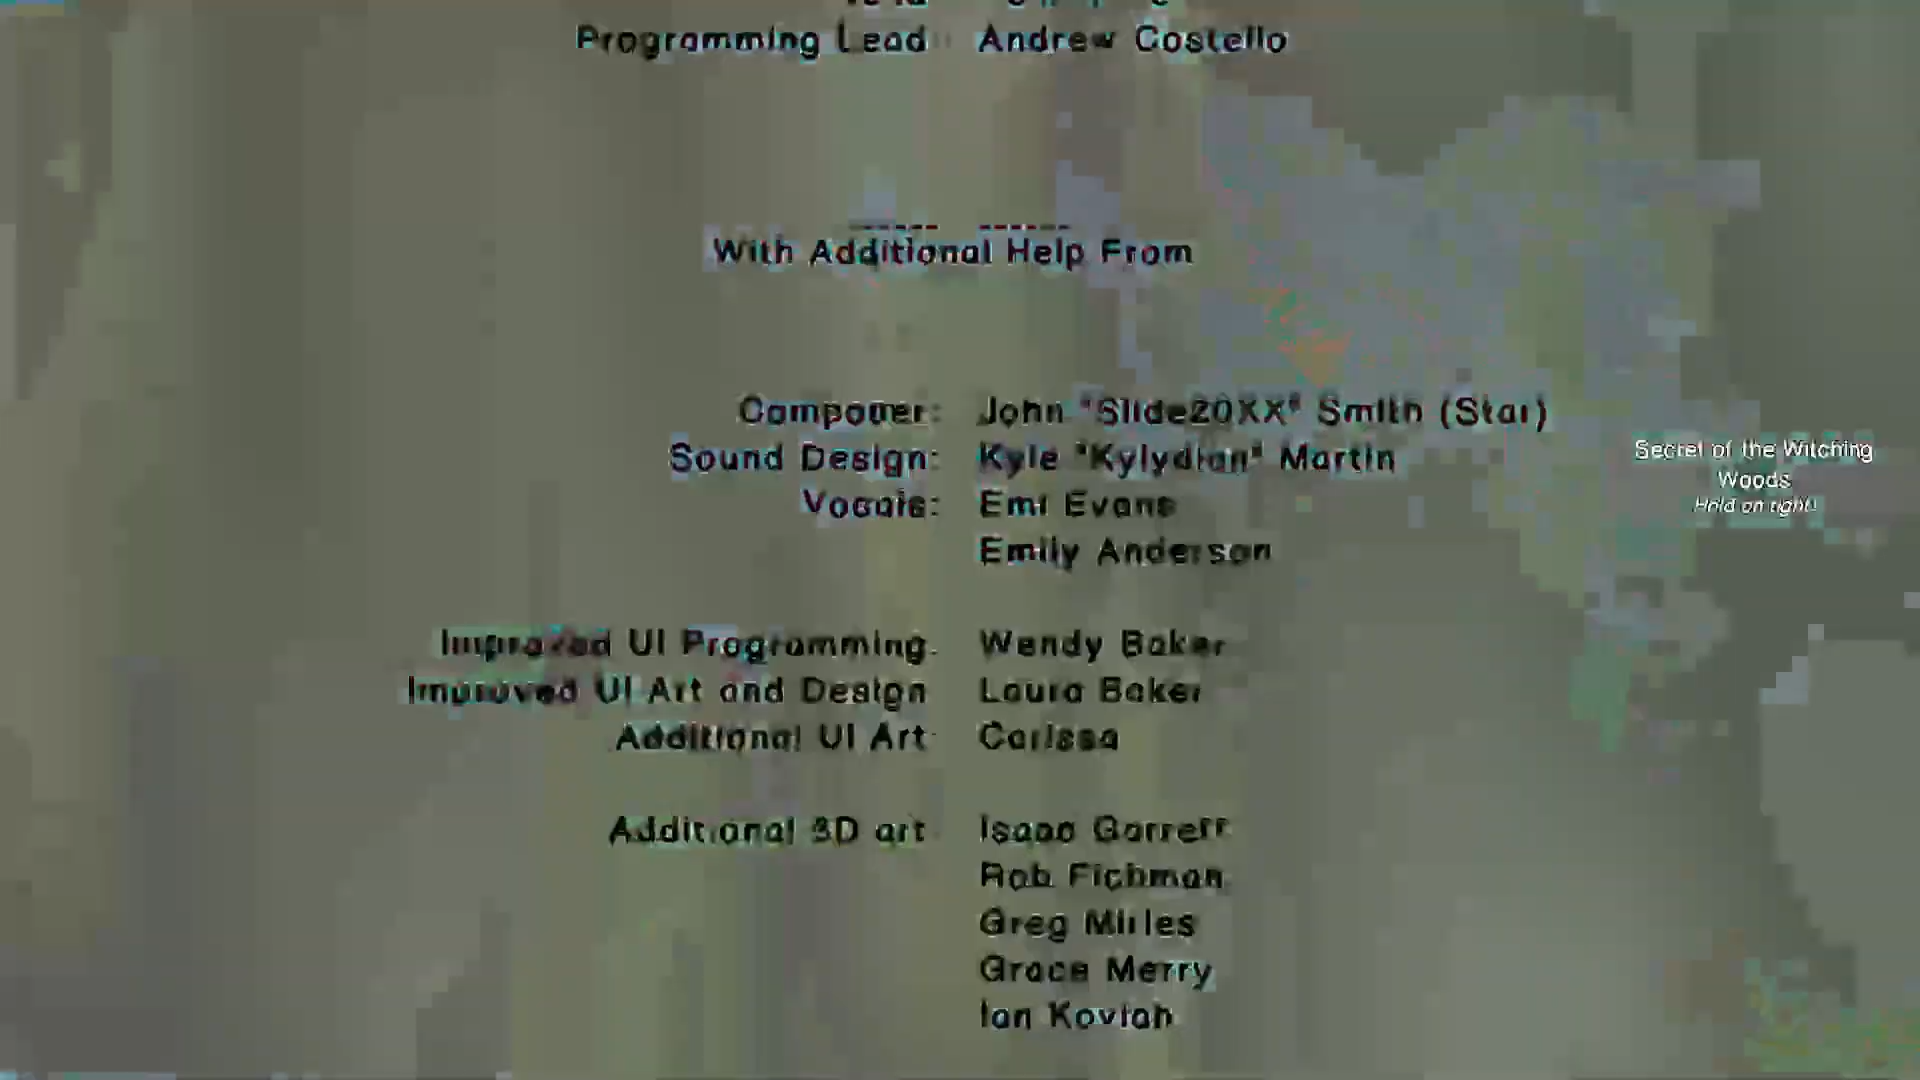 Programming Lead: Andrew Costello
With Additional Help From
Composer: John "Slide20XX" Smith (Star)
Sound Design: Kyle "Kylydian" Martin
Vocals: Emi Evans
Emily Anderson
Improved UI Programming: Wendy Baker
Improved UI Art and Design: Laura Baker
Additional UI Art: Carissa
Additional 3D art: Isaac Garrett
Rob Fichman
Greg
Grace Merry
Ian
Secret of the Witching
Woods
Hold on tight!